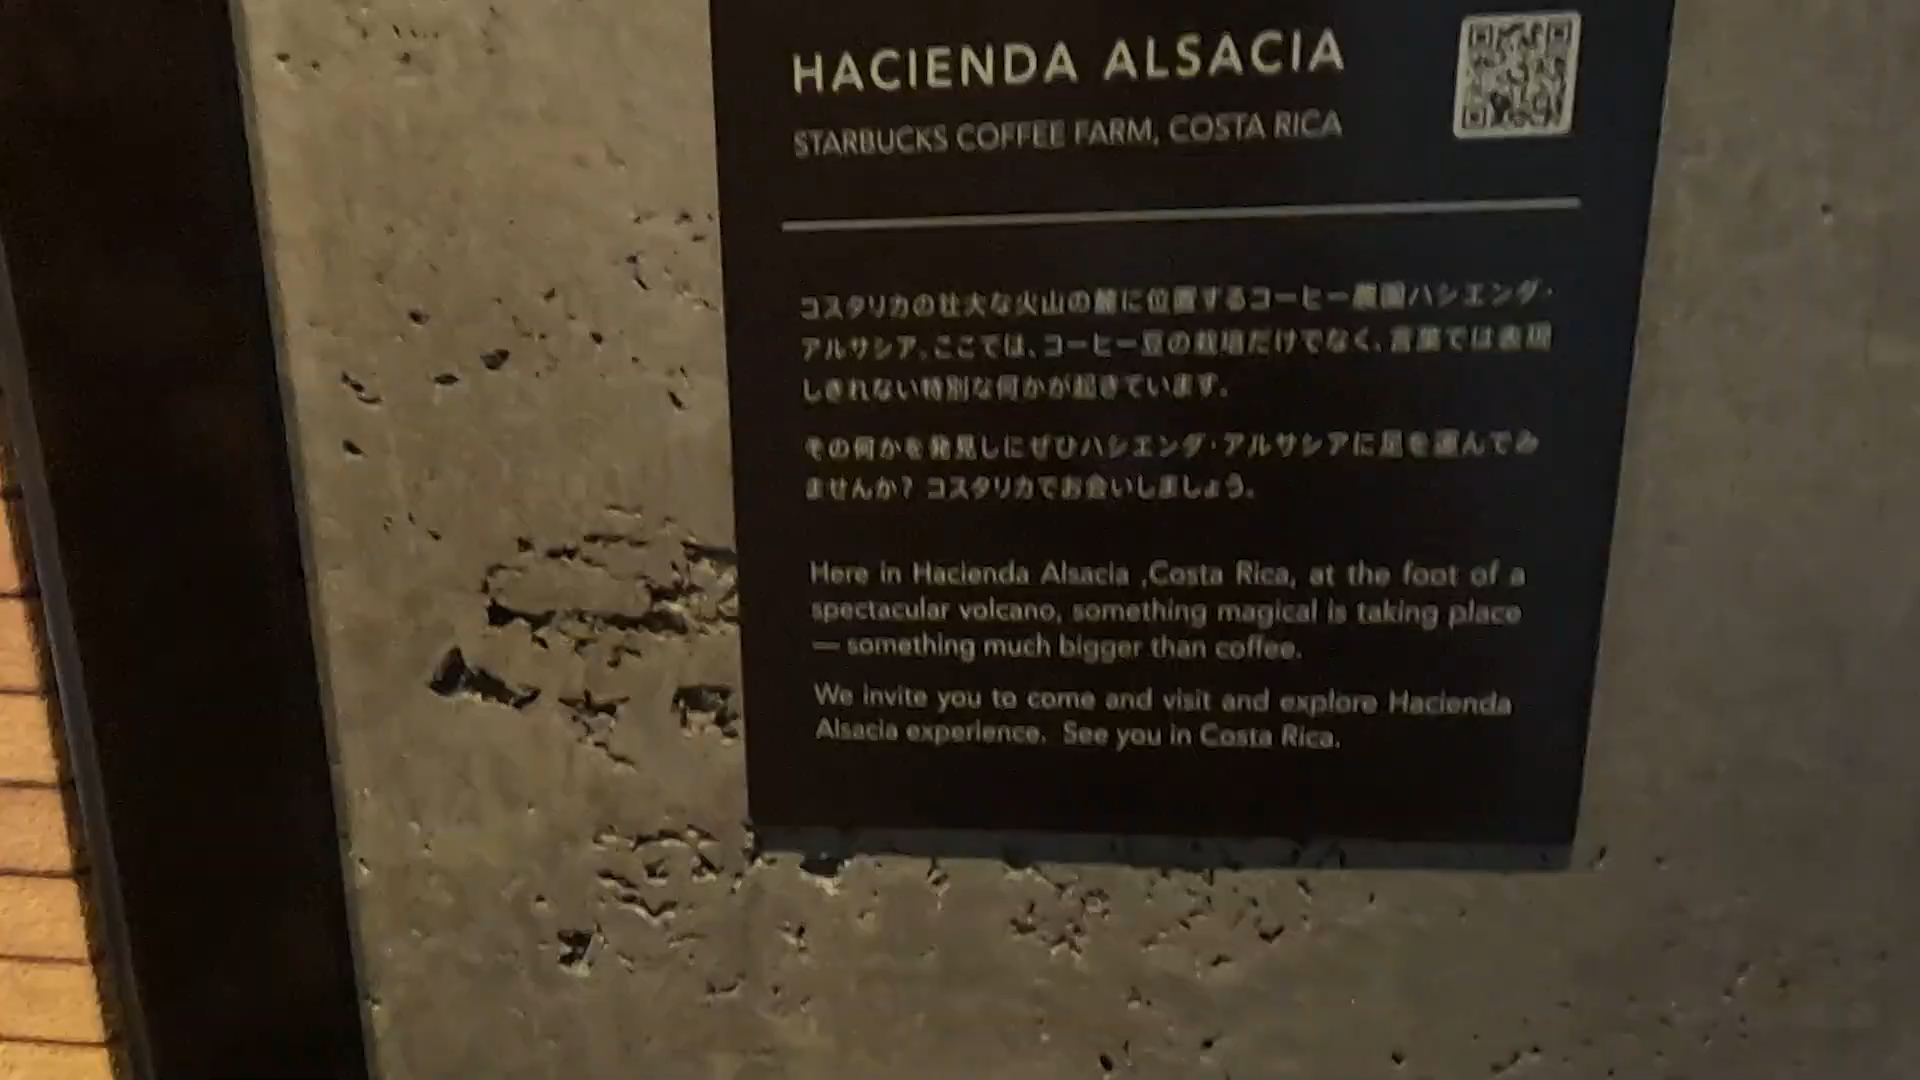 HACIENDA ALSACIA
STARBUCKS COFFEE FARM, COSTA RICA
コスタリカの壮大な火山の麓に位置するコーヒー農園ハシエンダ・
アルサシア。ここでは、コーヒー豆の栽培だけでなく、言葉では表現
しきれない特別な何かが起きています。
その何かを発見しにぜひハシエンダ・アルサシアに足を運んでみ
ませんか? コスタリカでお会いしましょう。
Here in Hacienda Alsacia ,Costa Rica, at the foot of a
spectacular volcano, something magical is taking place
— something much bigger than coffee.
We invite you to come and visit and explore Hacienda
Alsacia experience. See you in Costa Rica.